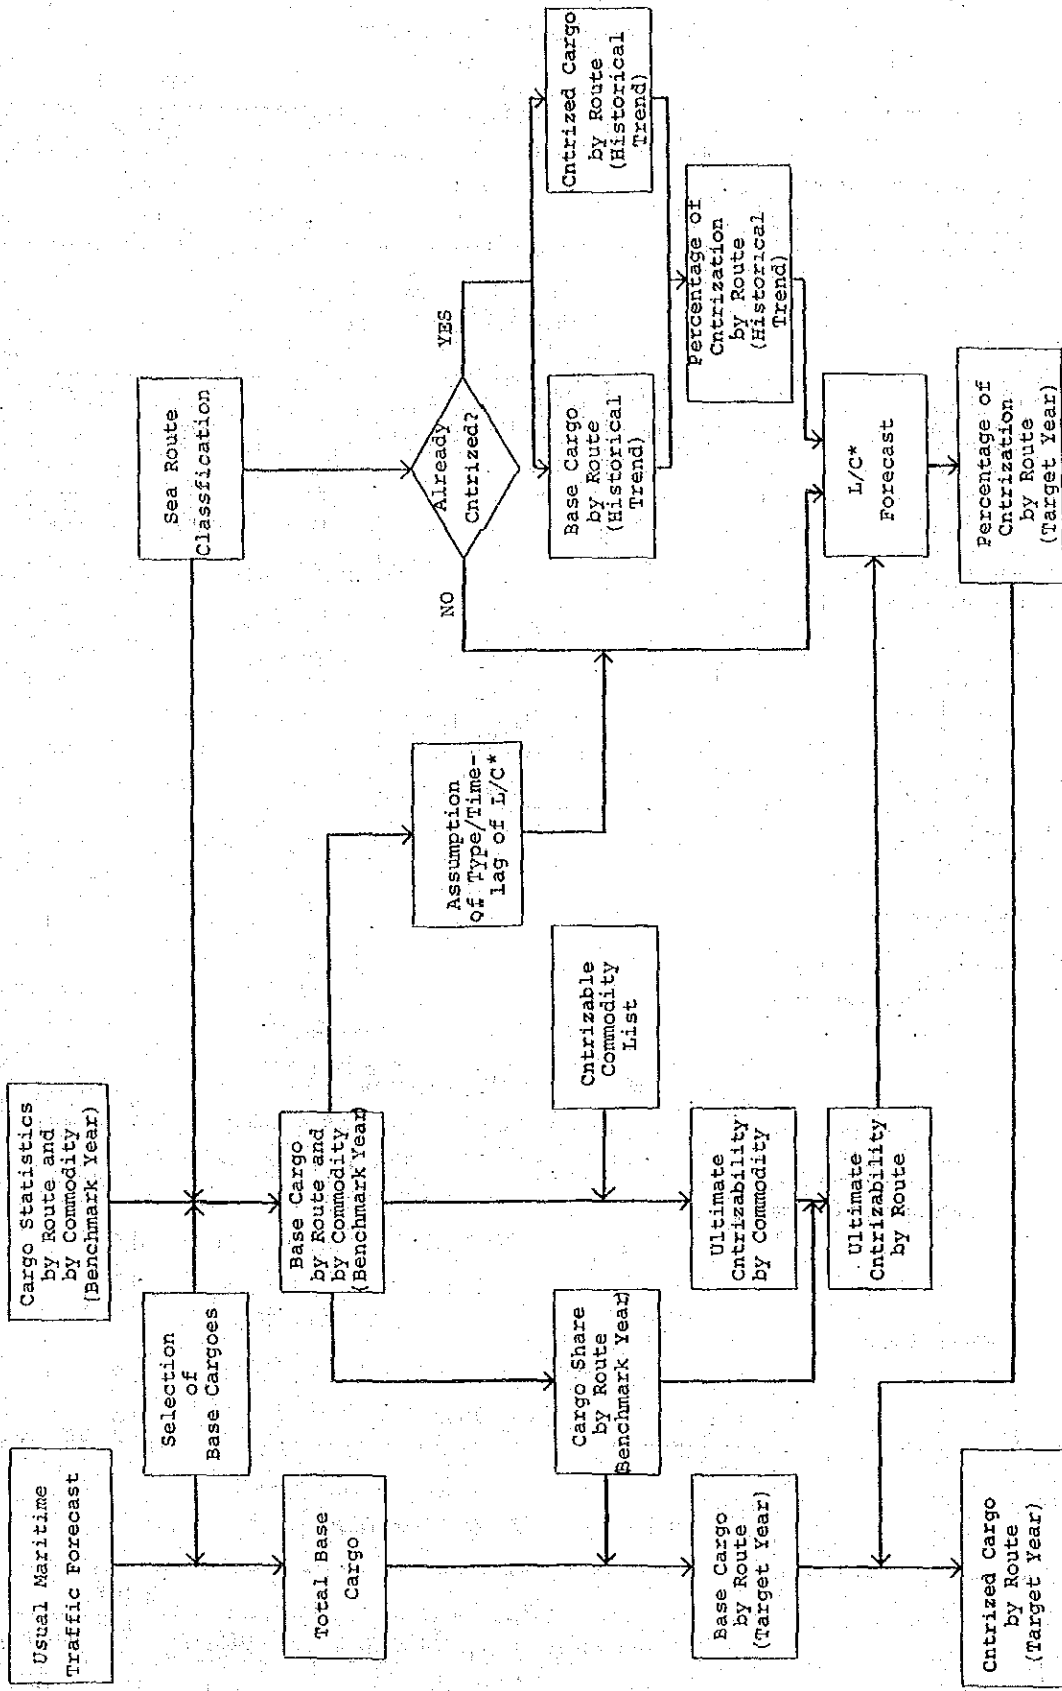 Usual Maritime
Traffic Forecast
Cargo Statistics
by Route and
by Commodity
(Benchmark Year)
Selection
of
Base Cargoes
Sea Route
Classfication
Total Base
Cargo
Base Cargo
by Route and
by Commodity
(Benchmark Year)
Assumption
of Type/Time-
lag of L/C*
Already
Cntrized?
NO
YES
Cargo Share
by Route
Benchmark Year)
Cntrizable
Commodity
List
Base Cargo
by Route
(Historical
Trend)
Cntrized Cargo
by Route
(Historical
Trend)
Base Cargo
by Route
(Target Year)
Ultimate
Cntrizability
by Commodity
Percentage of
Cntrization
by Route
(Historical
Trend)
Ultimate
Cntrizability
by Route
L/C*
Forecast
Cntrized Cargo
by Route
(Target Year)
Percentage of
Cntrization
by Route
(Target Year)